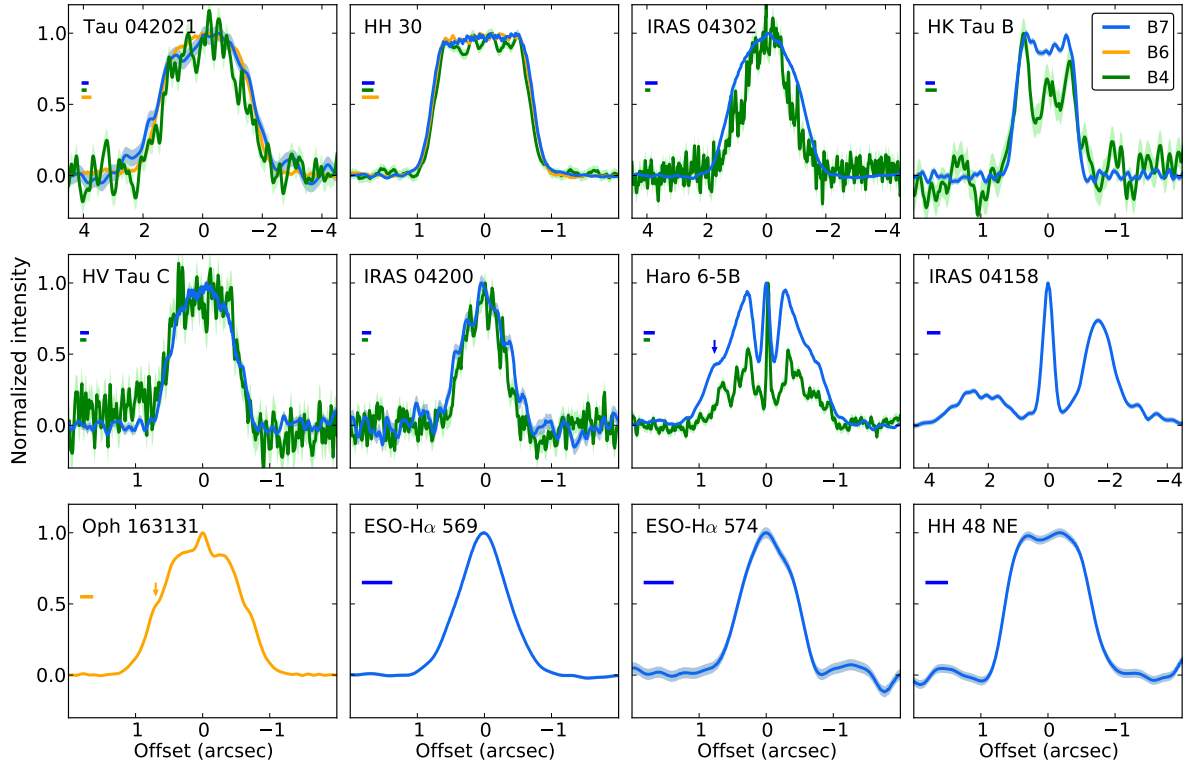 Tau 042021
HH 30
IRAS 04302
HK Tau B
B7
B6
B4
1.0
0.5
0.0
4 2 0 −2 −4
1 0 −1
4 2 0 −2 −4
1 0 −1
Normalized intensity
HV Tau C
IRAS 04200
Haro 6-5B
IRAS 04158
1.0
0.5
0.0
1 0 −1
1 0 −1
1 0 −1
4 2 0 −2 −4
Oph 163131
ESO-Hα 569
ESO-Hα 574
HH 48 NE
1.0
0.5
0.0
1 0 −1
1 0 −1
1 0 −1
1 0 −1
Offset (arcsec)
Offset (arcsec)
Offset (arcsec)
Offset (arcsec)